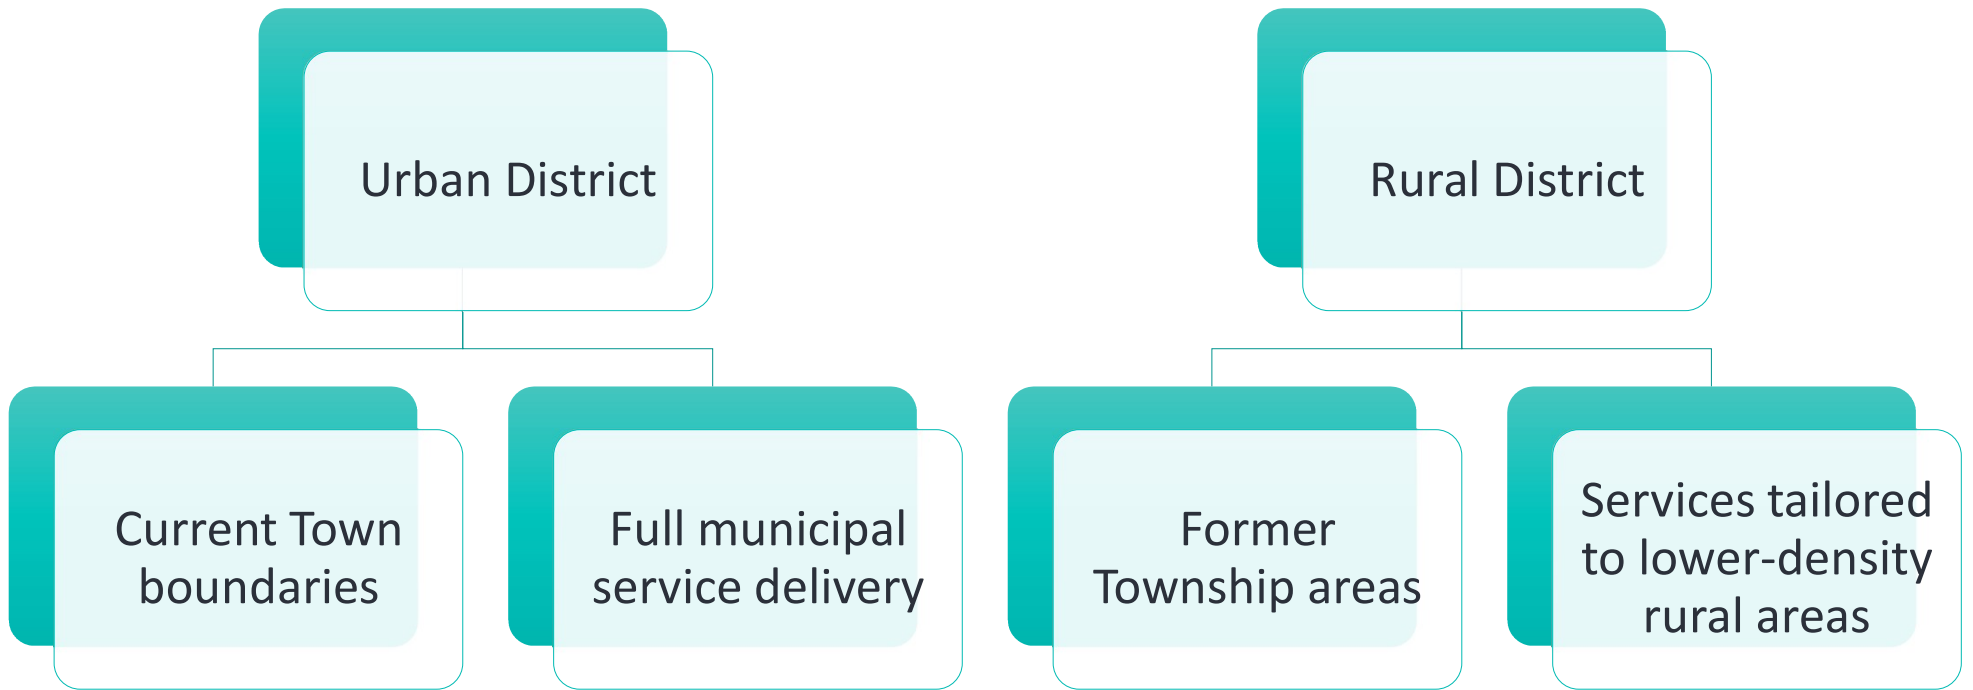 Urban District
Rural District
Current Town
boundaries
Full municipal
service delivery
Former
Township areas
Services tailored
to lower-density
rural areas